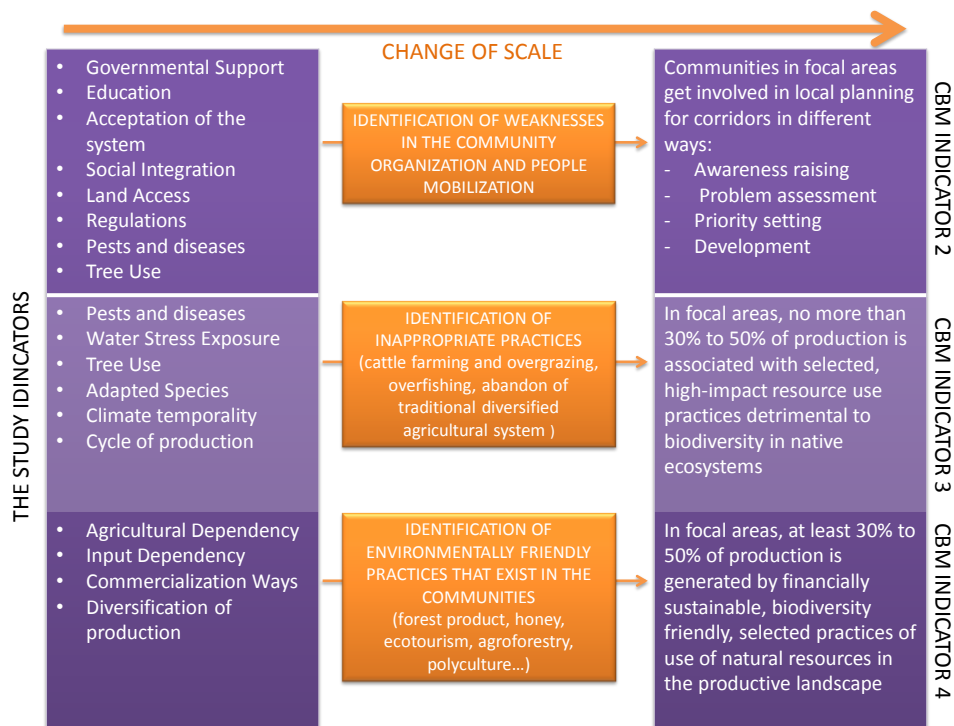 CHANGE OF SCALE
THE STUDY IDINCATORS
• Governmental Support
• Education
• Acceptation of the
system
• Social Integration
• Land Access
• Regulations
• Pests and diseases
• Tree Use
IDENTIFICATION OF WEAKNESSES
IN THE COMMUNITY
ORGANIZATION AND PEOPLE
MOBILIZATION
Communities in focal areas
get involved in local planning
for corridors in different
ways:
- Awareness raising
- Problem assessment
- Priority setting
- Development
CBM INDICATOR 2
• Pests and diseases
• Water Stress Exposure
• Tree Use
• Adapted Species
• Climate temporality
• Cycle of production
IDENTIFICATION OF
INAPPROPRIATE PRACTICES
(cattle farming and overgrazing,
overfishing, abandon of
traditional diversified
agricultural system )
In focal areas, no more than
30% to 50% of production is
associated with selected,
high-impact resource use
practices detrimental to
biodiversity in native
ecosystems
CBM INDICATOR 3
• Agricultural Dependency
• Input Dependency
• Commercialization Ways
• Diversification of
production
IDENTIFICATION OF
ENVIRONMENTALLY FRIENDLY
PRACTICES THAT EXIST IN THE
COMMUNITIES
(forest product, honey,
ecotourism, agroforestry,
polyculture…)
In focal areas, at least 30% to
50% of production is
generated by financially
sustainable, biodiversity
friendly, selected practices of
use of natural resources in
the productive landscape
CBM INDICATOR 4